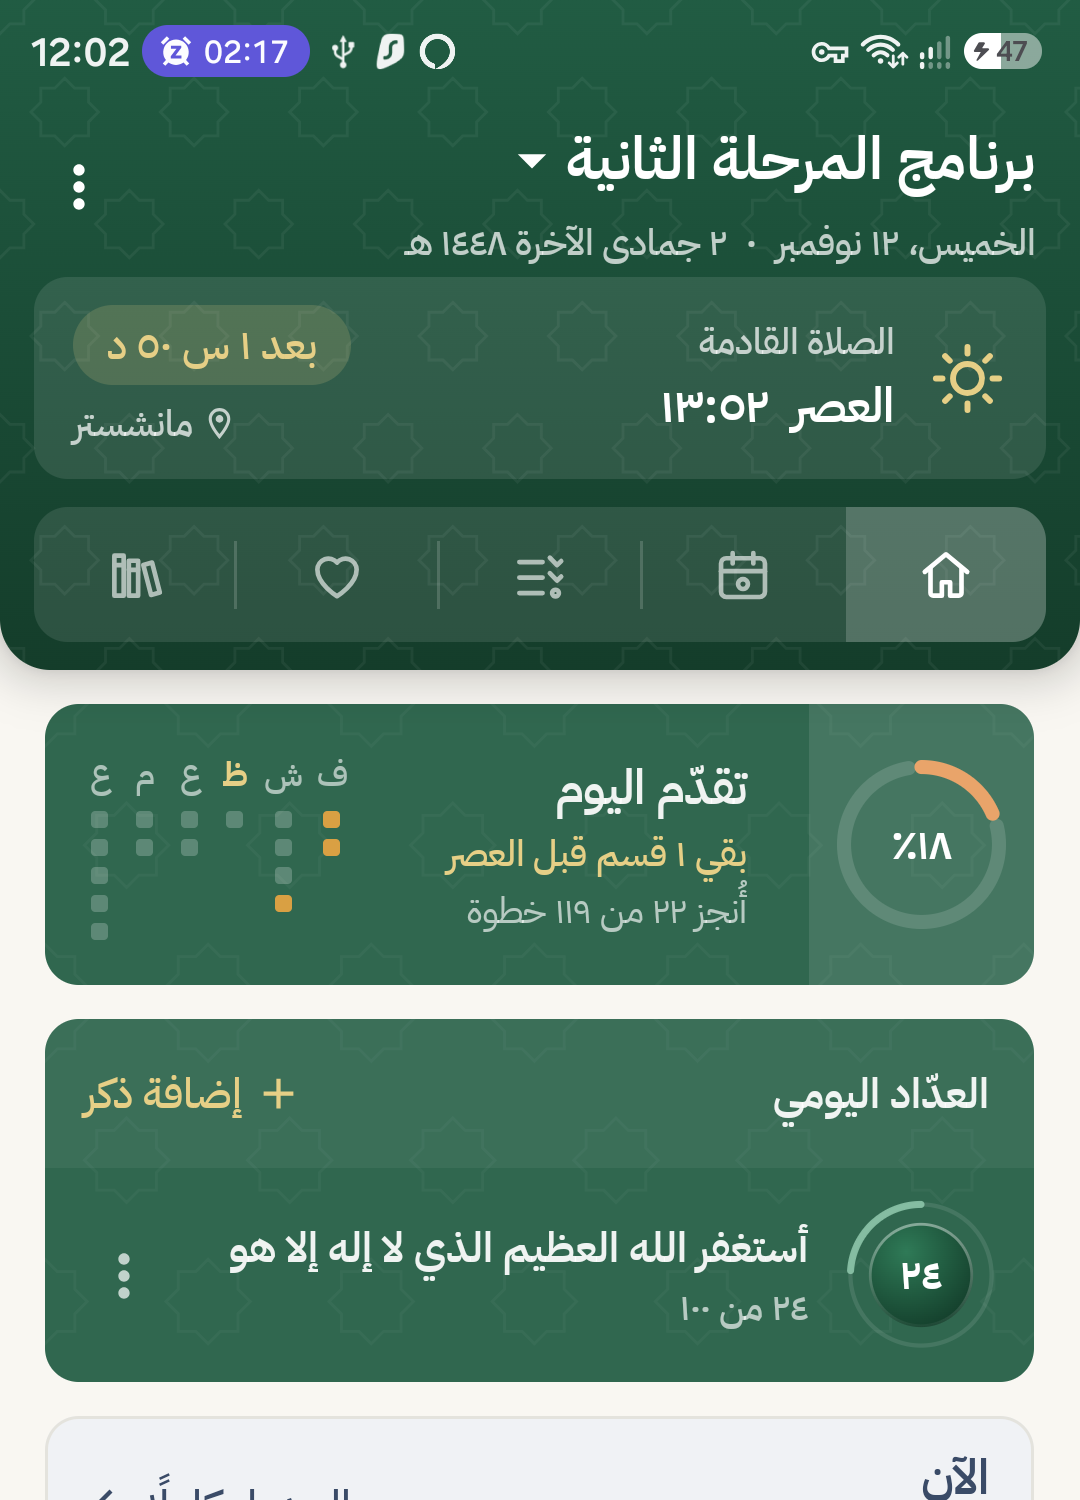 12:02 02:17 47
برنامج المرحلة الثانية
الخميس، ١٢ نوفمبر · ٢ جمادى الآخرة ١٤٤٨ هـ
الصلاة القادمة
العصر ١٣:٥٢
بعد ١ س ٥٠ د
مانشستر
تقدّم اليوم
بقي ١ قسم قبل العصر
أُنجز ٢٢ من ١١٩ خطوة
٪١٨
ف ش ظ ع م ع
العدّاد اليومي
إضافة ذكر
أستغفر الله العظيم الذي لا إله إلا هو
٢٤ من ١٠٠
٢٤
الآن